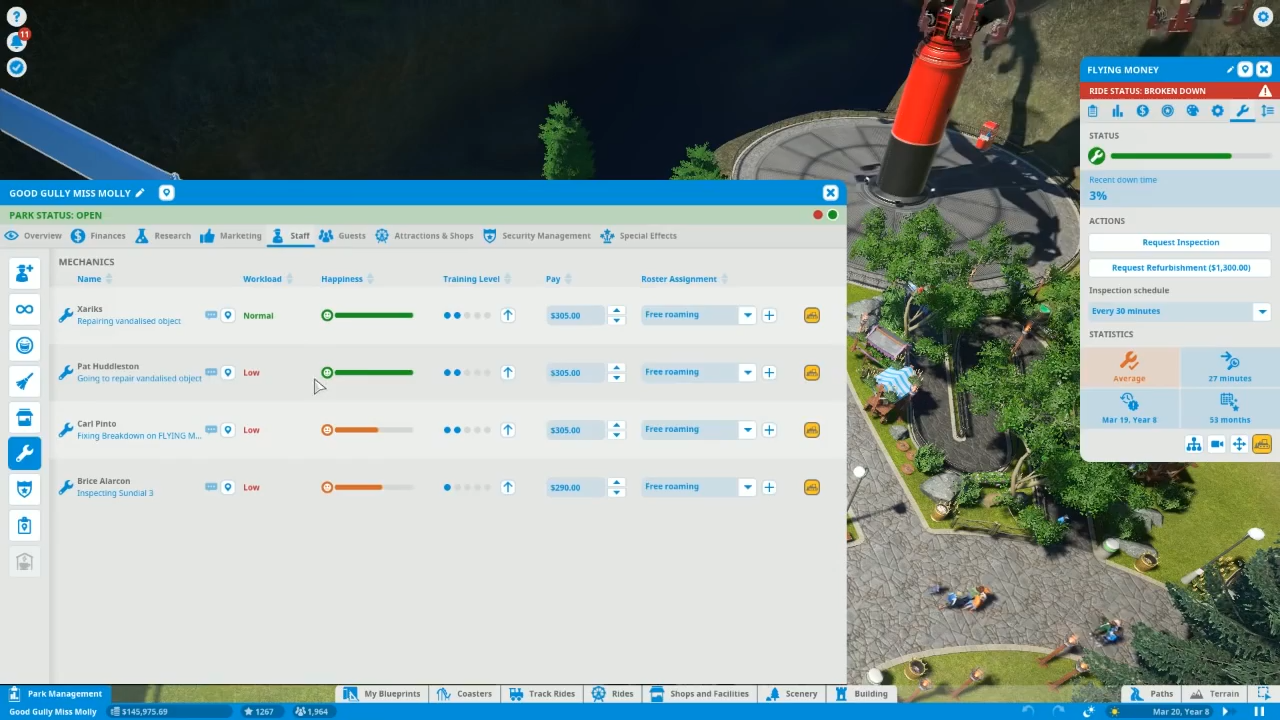 ?
11
FLYING MONEY
RIDE STATUS: BROKEN DOWN
STATUS
Recent down time
3%
ACTIONS
Request Inspection
Request Refurbishment ($1,300.00)
Inspection schedule
Every 30 minutes
STATISTICS
Average
27 minutes
Mar 19, Year 8
53 months
GOOD GULLY MISS MOLLY
PARK STATUS: OPEN
Overview Finances Research Marketing Staff Guests Attractions & Shops Security Management Special Effects
MECHANICS
Name Workload Happiness Training Level Pay Roster Assignment
Xariks
Repairing vandalised object
Normal $305.00 Free roaming
Pat Huddleston
Going to repair vandalised object
Low $305.00 Free roaming
Carl Pinto
Fixing Breakdown on FLYING M...
Low $305.00 Free roaming
Brice Alarcon
Inspecting Sundial 3
Low $290.00 Free roaming
Park Management My Blueprints Coasters Track Rides Rides Shops and Facilities Scenery Building Paths Terrain
Good Gully Miss Molly $145,975.69 1267 1,964 Mar 20, Year 8